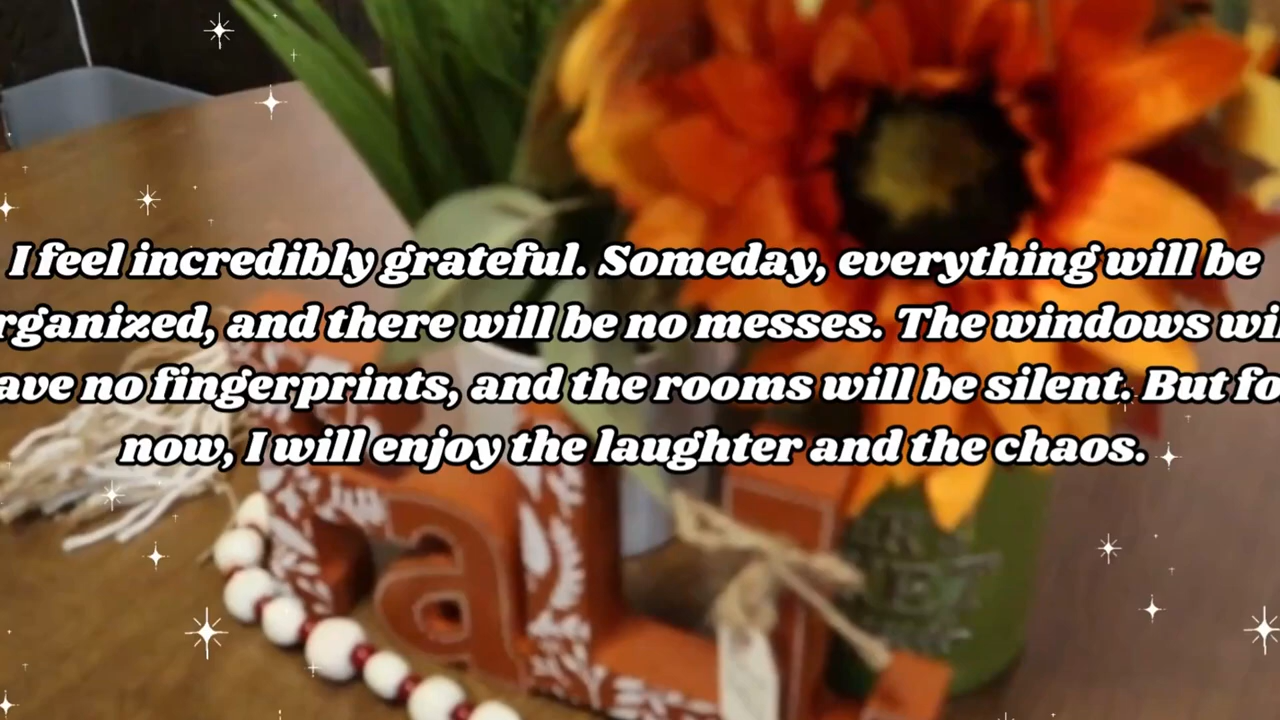 I feel incredibly grateful. Someday, everything will be
rganized, and there will be no messes. The windows wi
ave no fingerprints, and the rooms will be silent. But fo
now, I will enjoy the laughter and the chaos.
fall